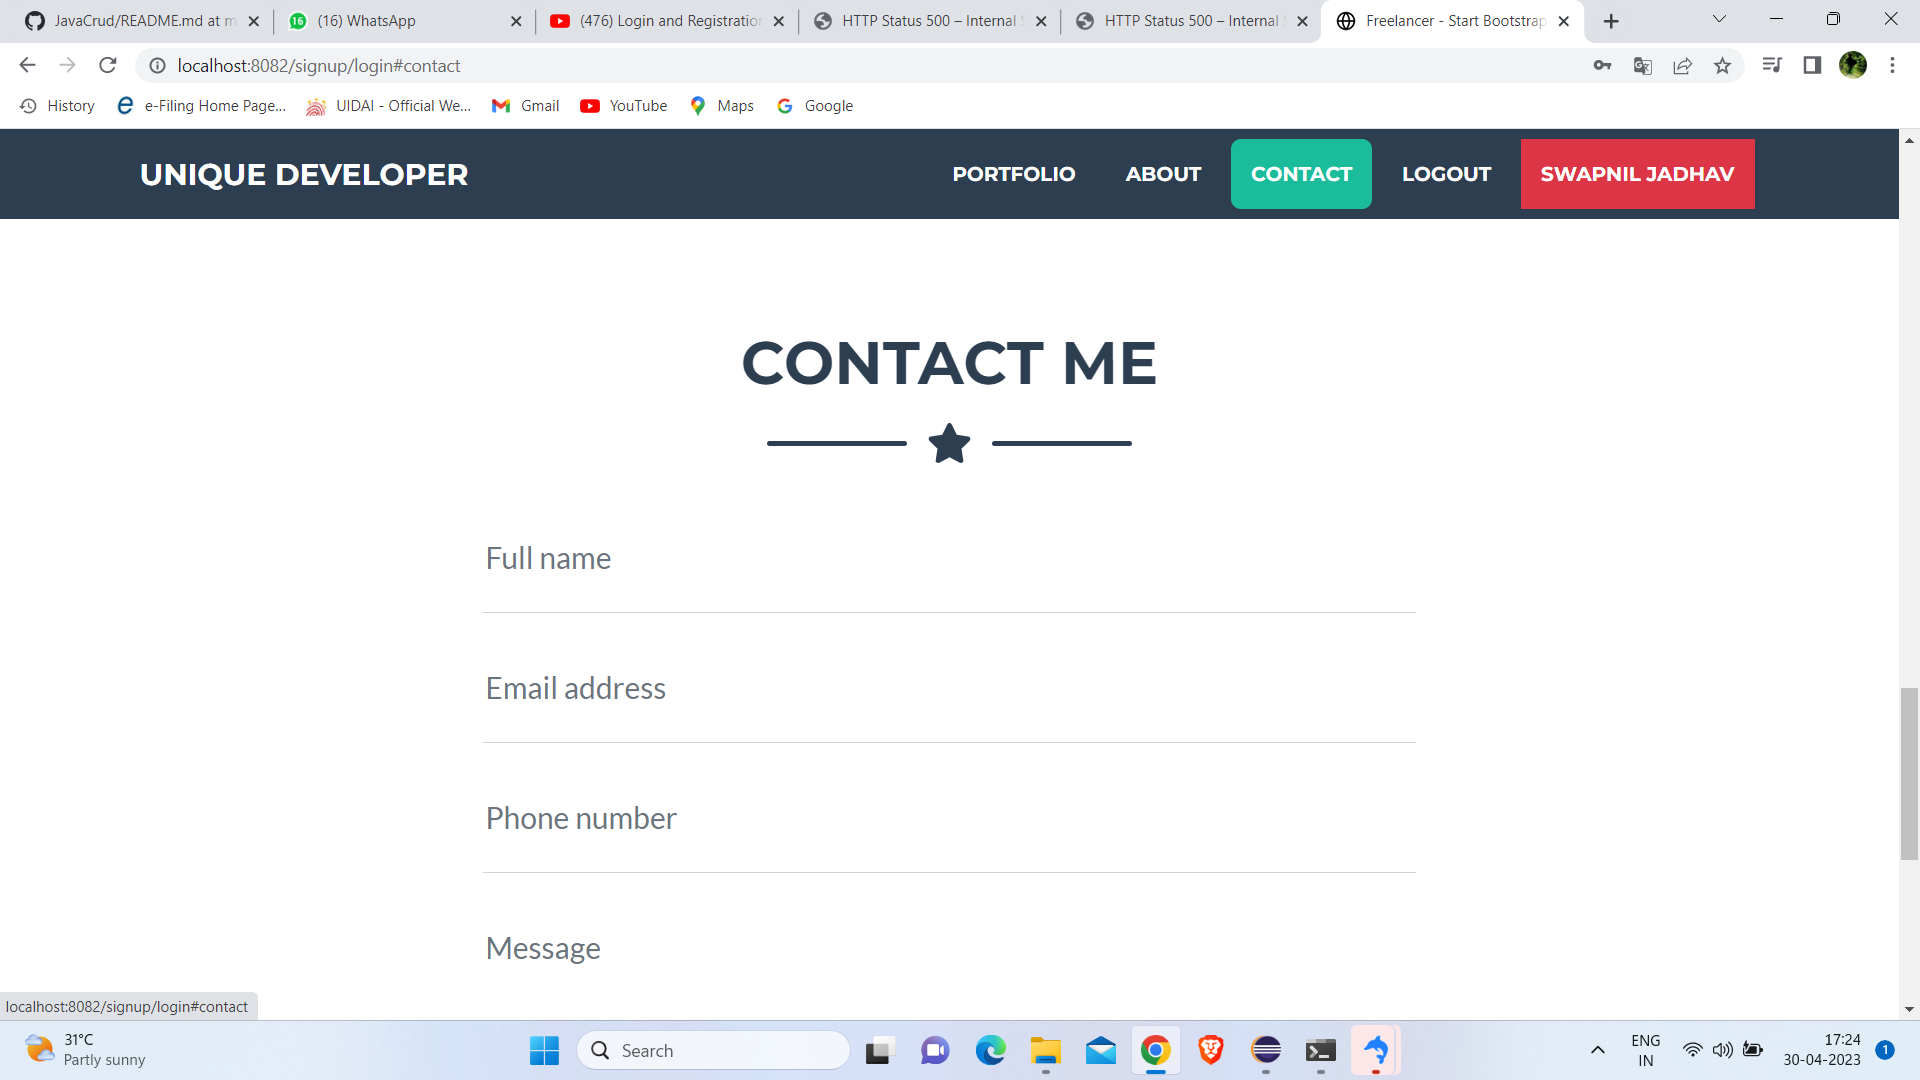 JavaCrud/README.md at m
16
(16) WhatsApp
(476) Login and Registration
HTTP Status 500 – Internal S
HTTP Status 500 – Internal
Freelancer - Start Bootstrap
localhost:8082/signup/login#contact
History
e-Filing Home Page...
UIDAI - Official We...
Gmail
YouTube
Maps
Google
UNIQUE DEVELOPER
PORTFOLIO
ABOUT
CONTACT
LOGOUT
SWAPNIL JADHAV
CONTACT ME
Full name
Email address
Phone number
Message
localhost:8082/signup/login#contact
31°C
Partly sunny
Search
ENG
IN
17:24
30-04-2023
1